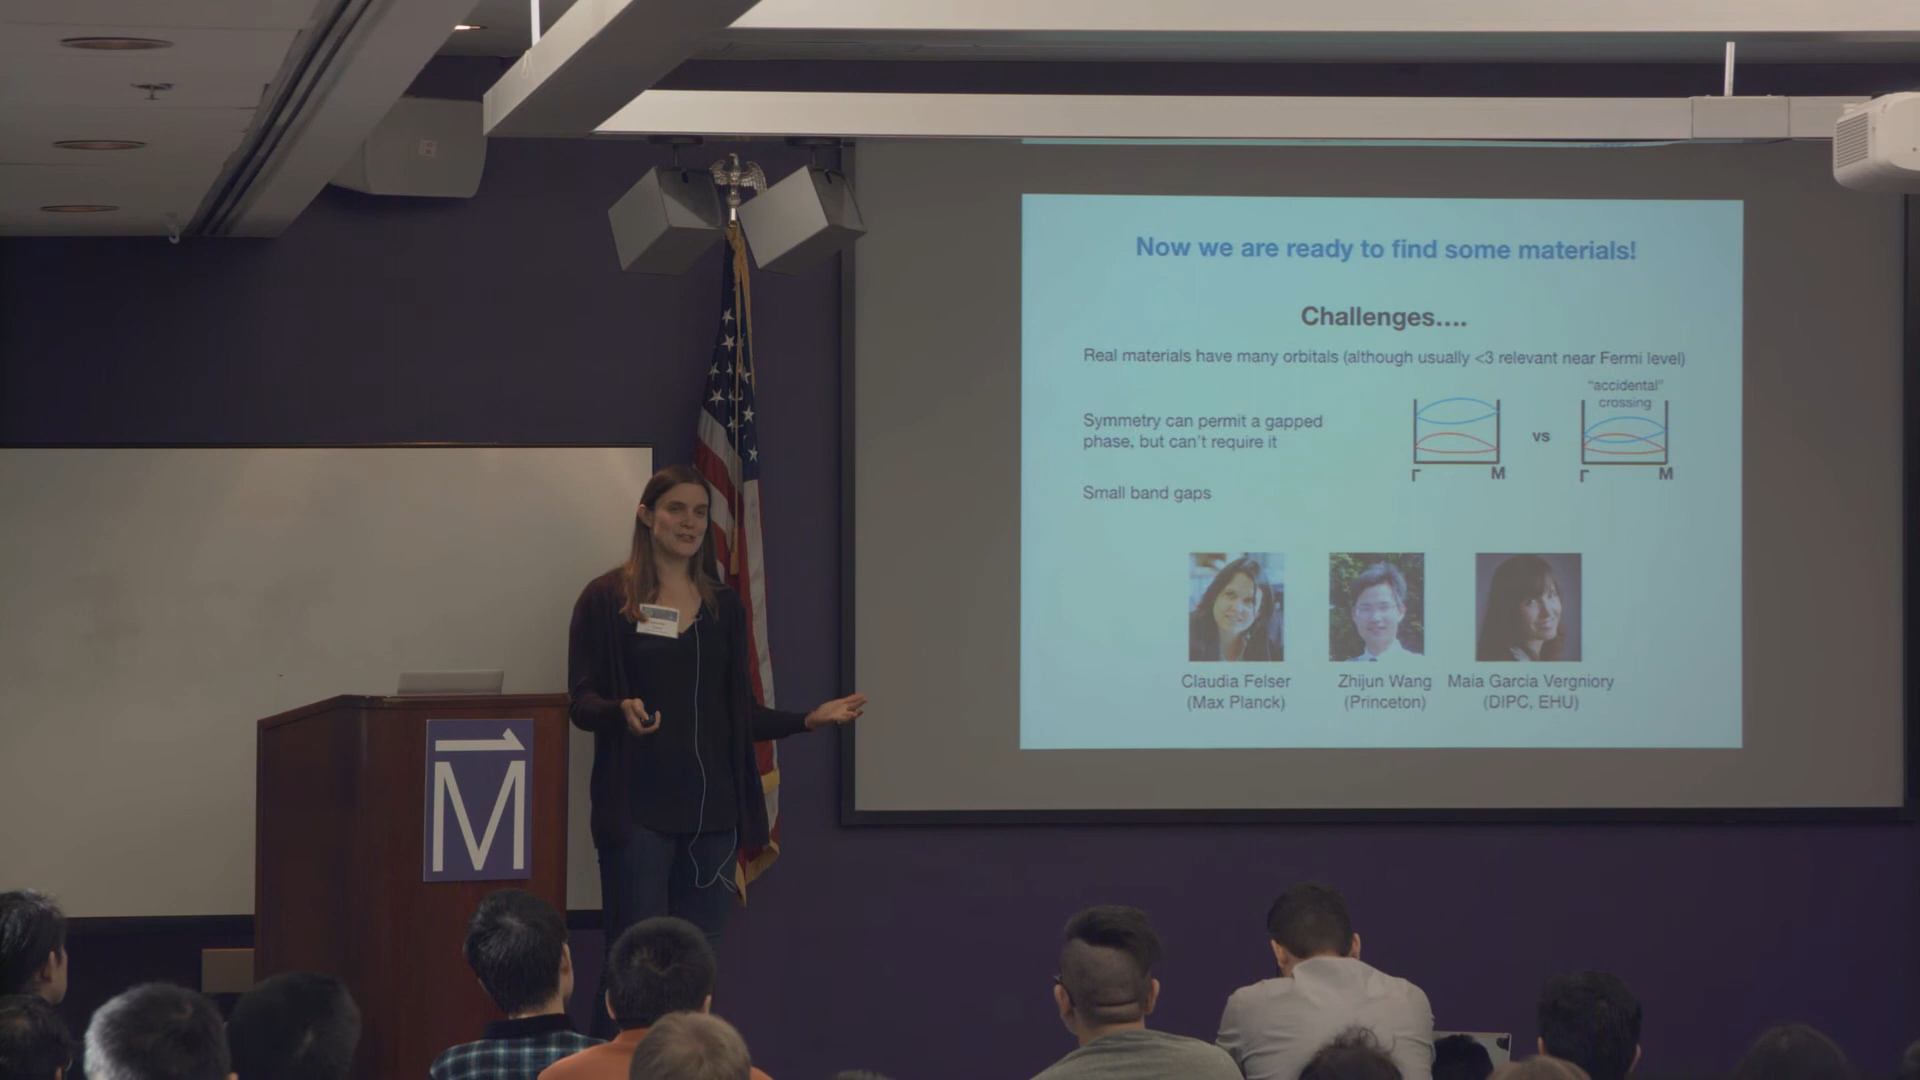 Now we are ready to find some materials!
Challenges....
Real materials have many orbitals (although usually <3 relevant near Fermi level)
"accidental"
crossing
Symmetry can permit a gapped
phase, but can't require it
vs
Γ M Γ M
Small band gaps
Claudia Felser Zhijun Wang Maia Garcia Vergniory
(Max Planck) (Princeton) (DIPC, EHU)
M